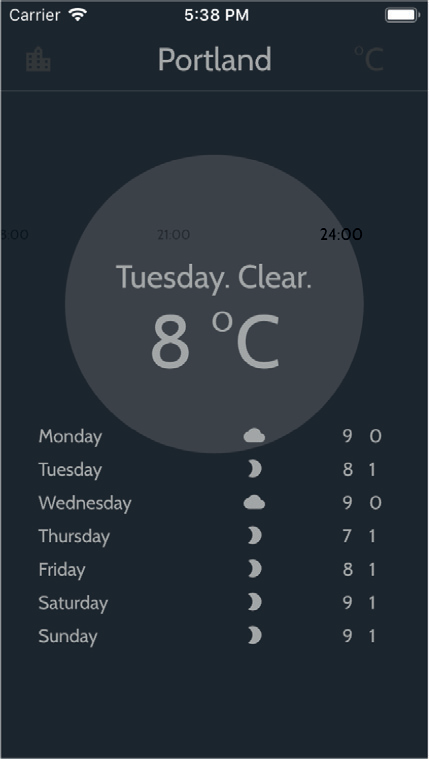 Carrier 5:38 PM
Portland °C
3:00 21:00 24:00
Tuesday. Clear.
8 °C
Monday 9 0
Tuesday 8 1
Wednesday 9 0
Thursday 7 1
Friday 8 1
Saturday 9 1
Sunday 9 1